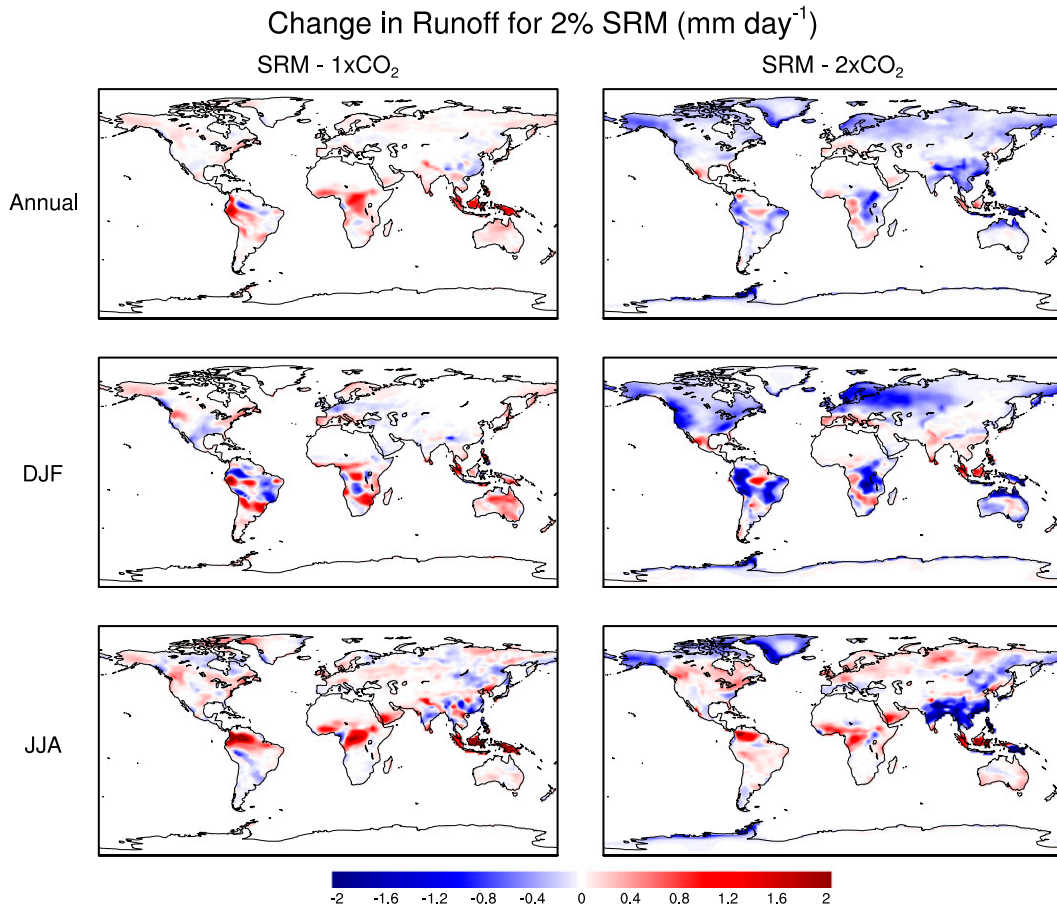 Change in Runoff for 2% SRM (mm day⁻¹)
SRM - 1xCO₂ SRM - 2xCO₂
Annual
DJF
JJA
-2 -1.6 -1.2 -0.8 -0.4 0 0.4 0.8 1.2 1.6 2